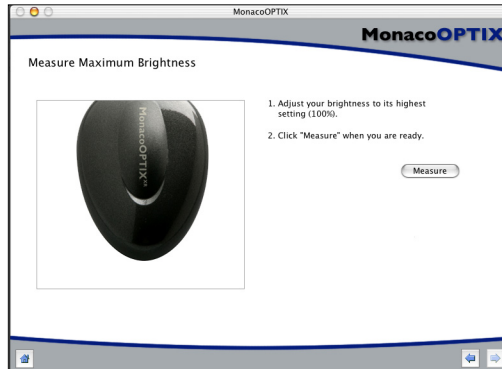 MonacoOPTIX
MonacoOPTIX
Measure Maximum Brightness
MonacoOPTIX
1. Adjust your brightness to its highest
setting (100%).
2. Click "Measure" when you are ready.
Measure